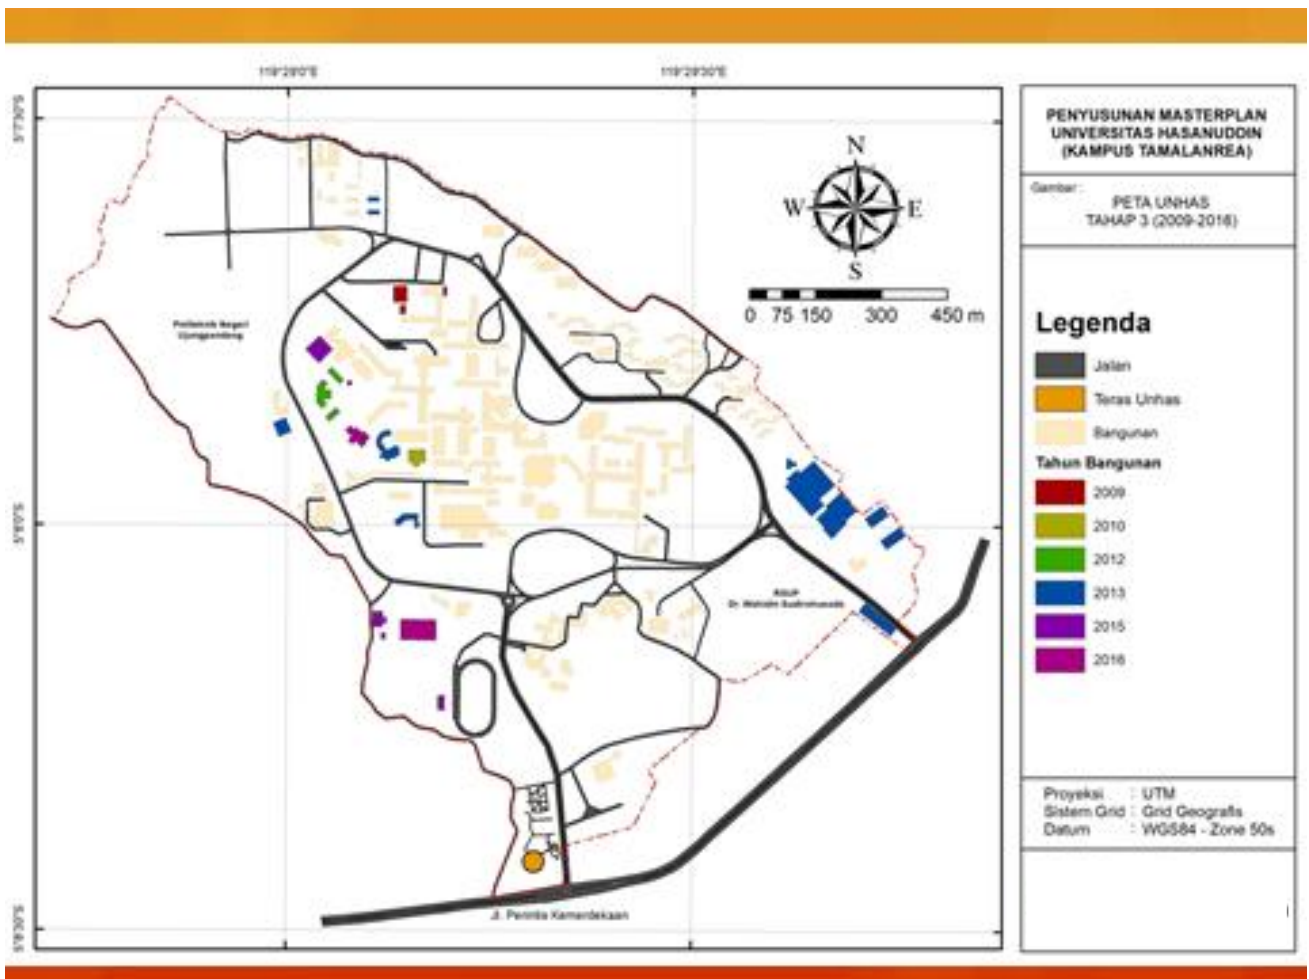 119°29'0"E
119°29'30"E
5°7'30"S
5°8'0"S
5°8'30"S
N
W
E
S
0 75 150 300 450 m
Politeknik Negeri
Ujungpandang
RSUP
Dr. Wahidin Sudirohusodo
Jl. Perintis Kemerdekaan
PENYUSUNAN MASTERPLAN
UNIVERSITAS HASANUDDIN
(KAMPUS TAMALANREA)
Gambar :
PETA UNHAS
TAHAP 3 (2009-2016)
Legenda
Jalan
Teras Unhas
Bangunan
Tahun Bangunan
2009
2010
2012
2013
2015
2016
Proyeksi : UTM
Sistem Grid : Grid Geografis
Datum : WGS84 - Zone 50s